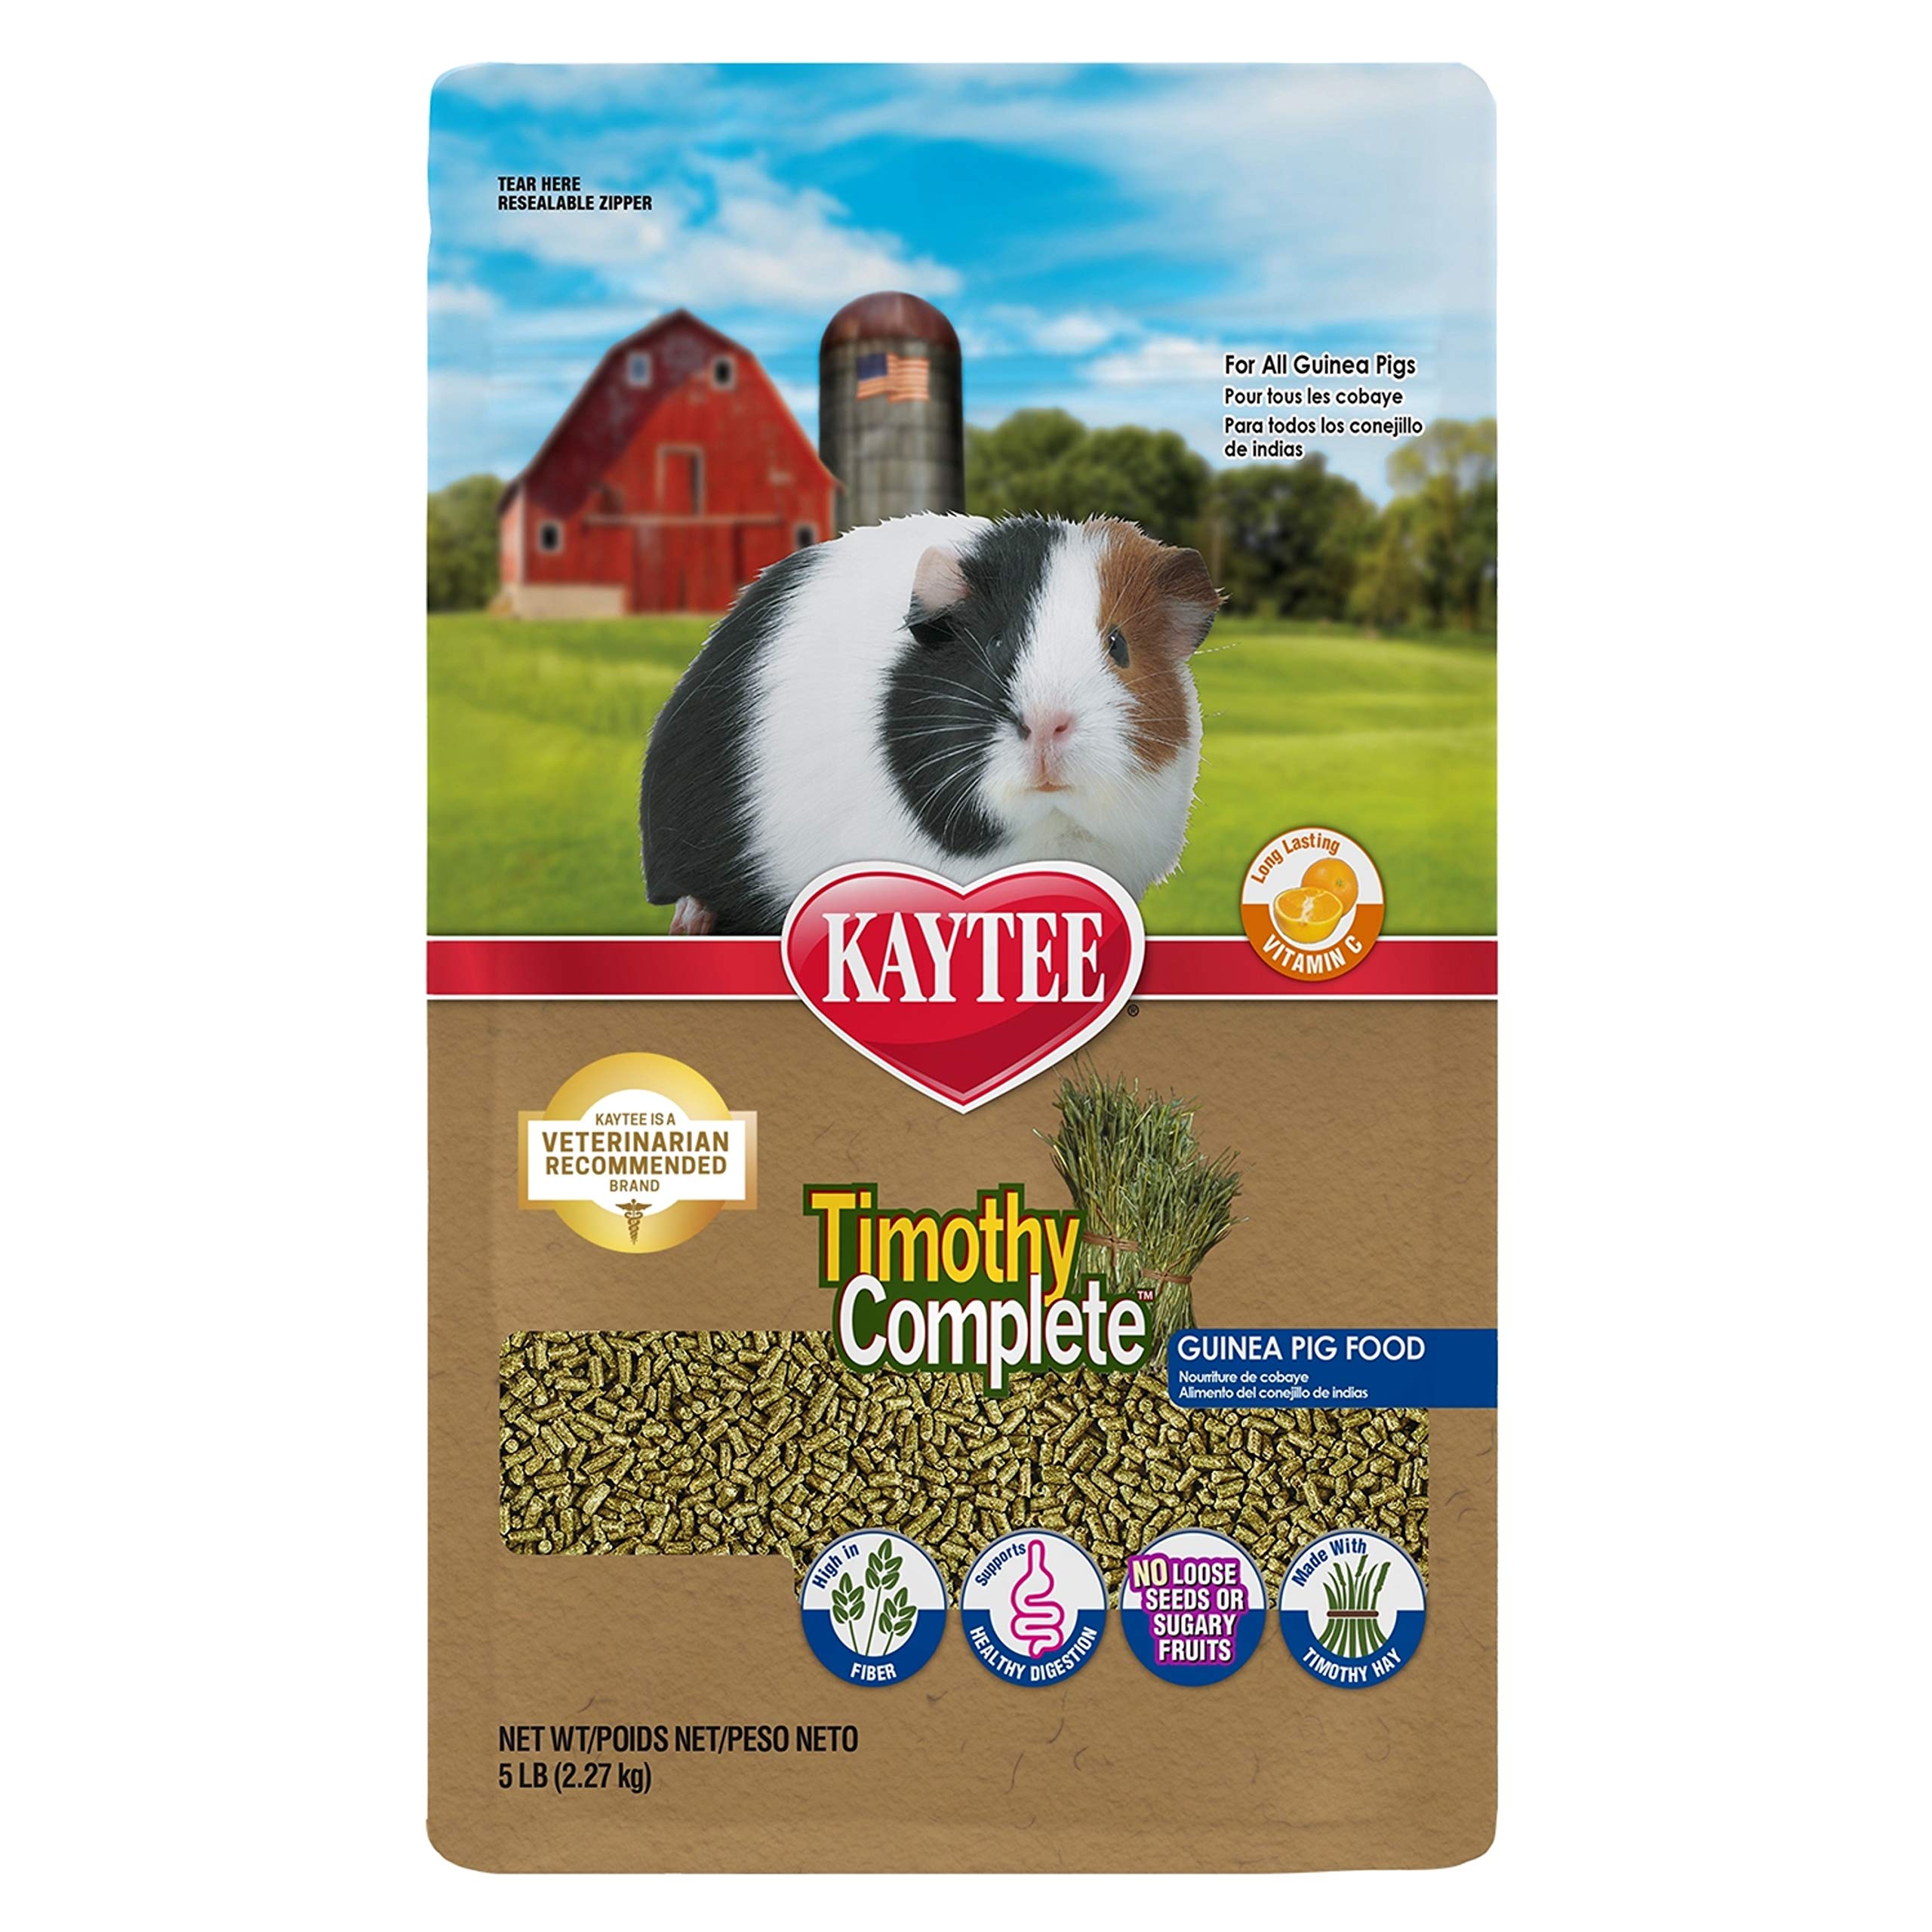 TEAR HERE
RESEALABLE ZIPPER
For All Guinea Pigs
Pour tous les cobaye
Para todos los conejillo
de indias
Long Lasting
VITAMIN C
KAYTEE
®
KAYTEE IS A
VETERINARIAN
RECOMMENDED
BRAND
Timothy
Complete™
GUINEA PIG FOOD
Nourriture de cobaye
Alimento del conejillo de indias
High in
FIBER
Supports
HEALTHY DIGESTION
NO LOOSE
SEEDS OR
SUGARY
FRUITS
Made With
TIMOTHY HAY
NET WT/POIDS NET/PESO NETO
5 LB (2.27 kg)